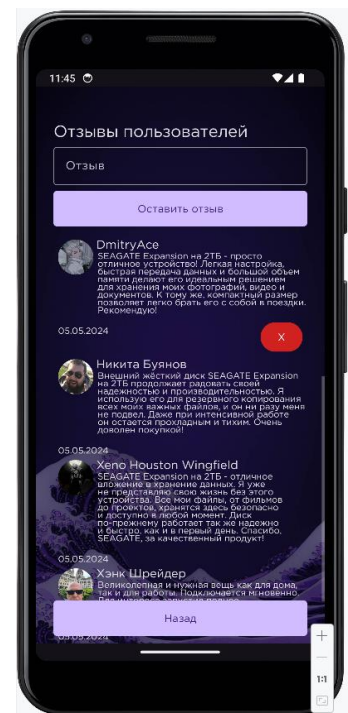 11:45
Отзывы пользователей
Отзыв
Оставить отзыв
DmitryAce
SEAGATE Expansion на 2ТБ - просто
отличное устройство! Легкая настройка,
быстрая передача данных и большой объем
памяти делают его идеальным решением
для хранения моих фотографий, видео и
документов. К тому же, компактный размер
позволяет легко брать его с собой в поездки.
Рекомендую!
05.05.2024
X
Никита Буянов
Внешний жёсткий диск SEAGATE Expansion
на 2ТБ продолжает радовать своей
надежностью и производительностью. Я
использую его для резервного копирования
всех моих важных файлов, и он ни разу меня
не подвел. Даже при интенсивной работе
он остается прохладным и тихим. Очень
доволен покупкой!
05.05.2024
Xeno Houston Wingfield
SEAGATE Expansion на 2ТБ - отличное
вложение в хранение данных. Я уже
не представляю свою жизнь без этого
устройства. Все мои файлы, от фильмов
до проектов, хранятся здесь безопасно
и доступно в любой момент. Диск
по-прежнему работает так же надежно
и быстро, как и в первый день. Спасибо,
SEAGATE, за качественный продукт!
05.05.2024
Хэнк Шрейдер
Великолепная и нужная вещь как для дома,
так и для работы. Подключается мгновенно.
Назад
05.05.2024
1:1